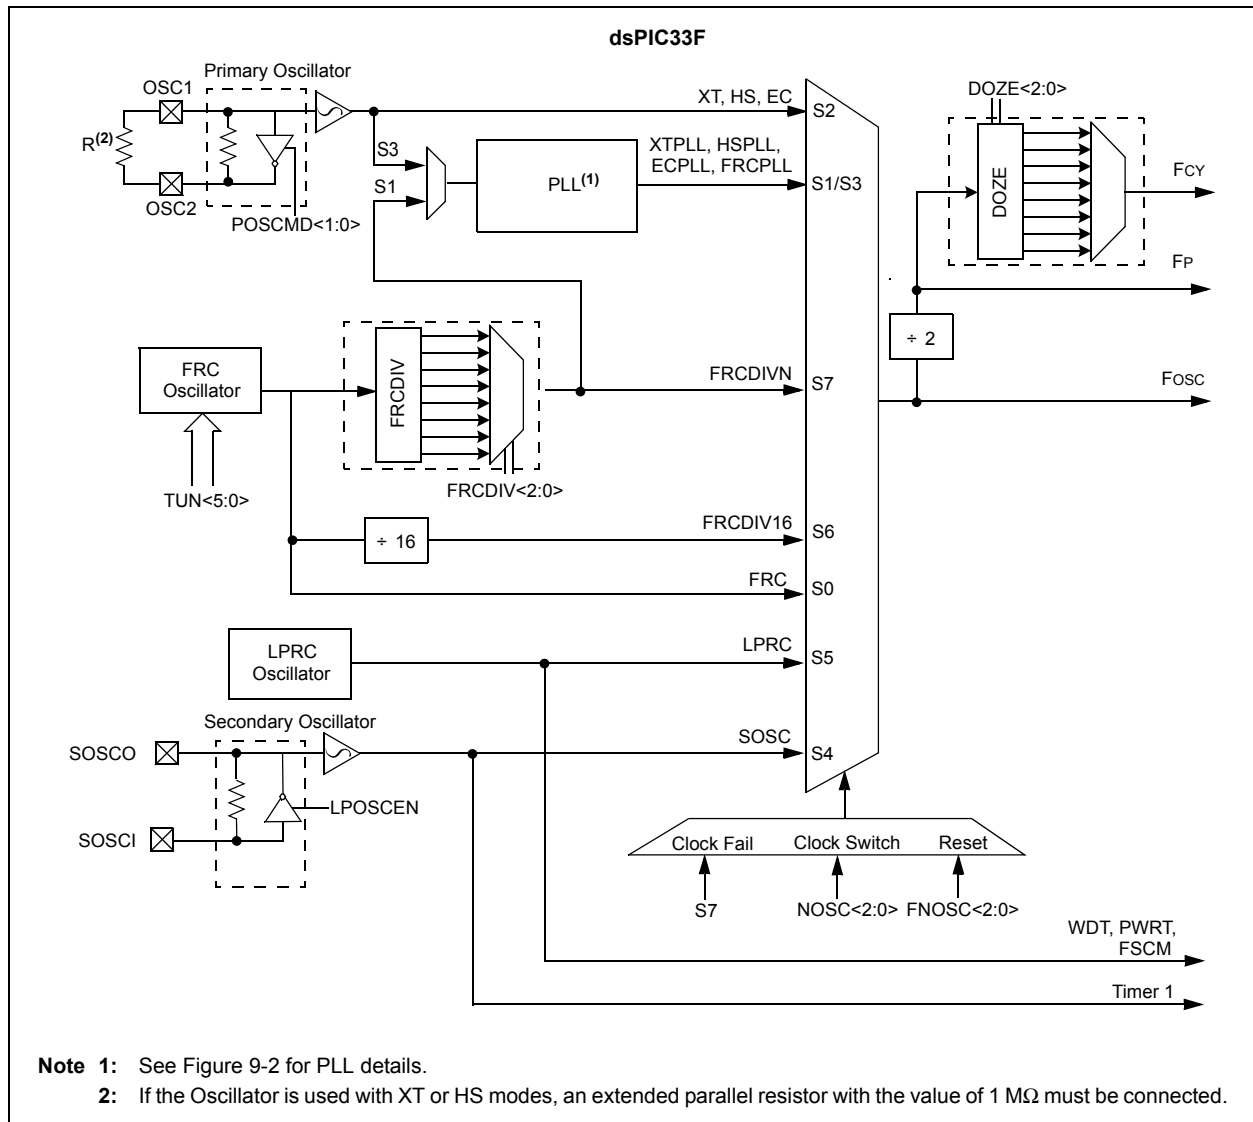 dsPIC33F
Primary Oscillator
OSC1
R(2)
OSC2
POSCMD<1:0>
S3
S1
PLL(1)
XT, HS, EC
S2
XTPLL, HSPLL,
ECPLL, FRCPLL
S1/S3
DOZE<2:0>
DOZE
FCY
FP
÷ 2
FOSC
FRC
Oscillator
TUN<5:0>
FRCDIV
FRCDIV<2:0>
FRCDIVN
S7
÷ 16
FRCDIV16
S6
FRC
S0
LPRC
Oscillator
LPRC
S5
Secondary Oscillator
SOSCO
SOSCI
LPOSCEN
SOSC
S4
Clock Fail
Clock Switch
Reset
S7
NOSC<2:0>
FNOSC<2:0>
WDT, PWRT,
FSCM
Timer 1
Note 1: See Figure 9-2 for PLL details.
2: If the Oscillator is used with XT or HS modes, an extended parallel resistor with the value of 1 MΩ must be connected.